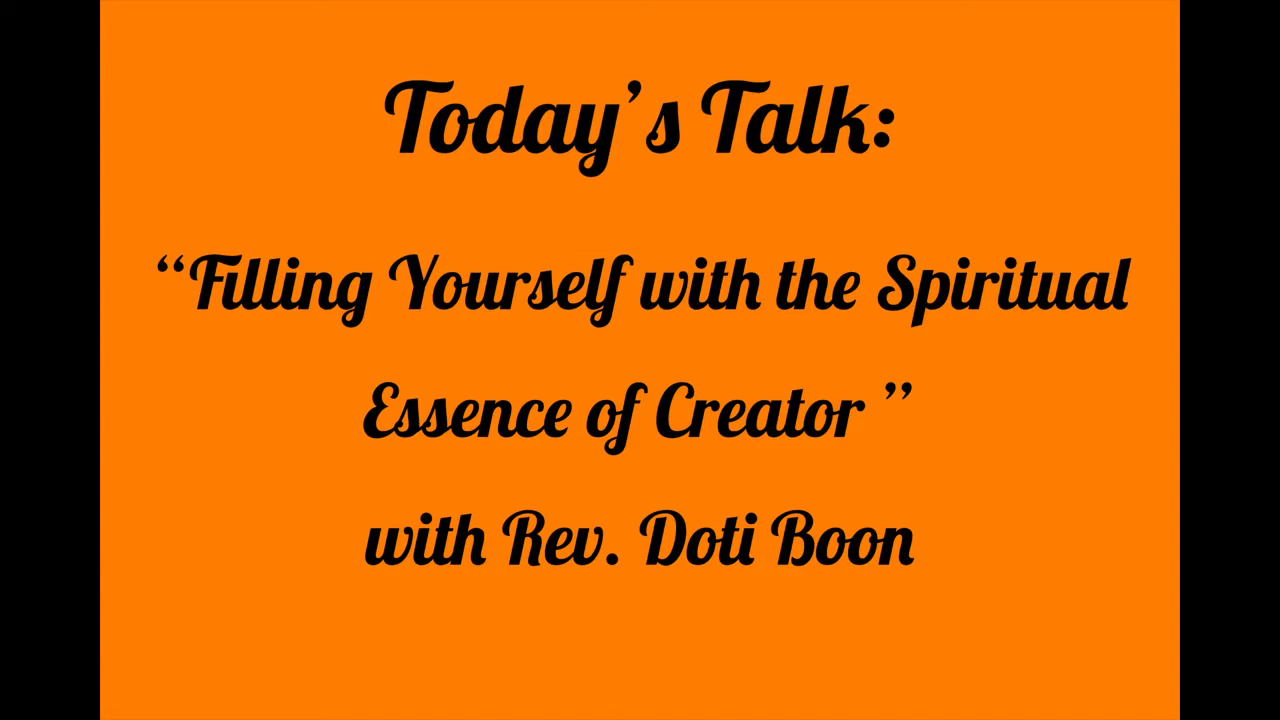 Today’s Talk:
“Filling Yourself with the Spiritual
Essence of Creator ”
with Rev. Doti Boon